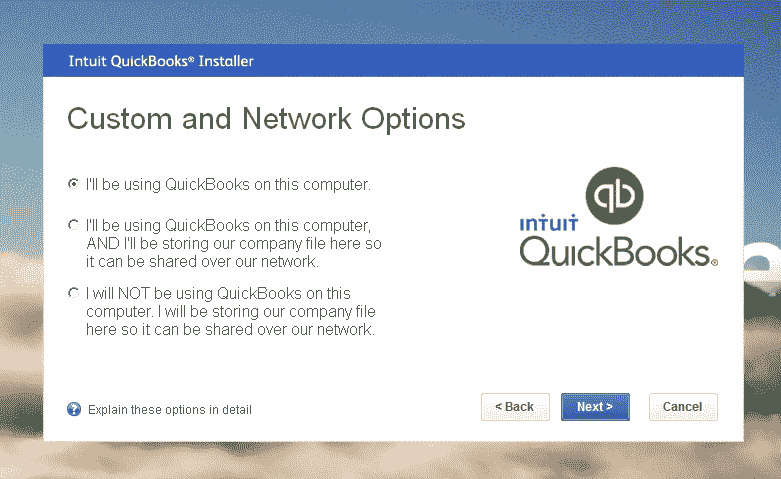 Intuit QuickBooks® Installer
Custom and Network Options
I'll be using QuickBooks on this computer.
I'll be using QuickBooks on this computer,
AND I'll be storing our company file here so
it can be shared over our network.
I will NOT be using QuickBooks on this
computer. I will be storing our company file
here so it can be shared over our network.
qb
intuit
QuickBooks®
Explain these options in detail
< Back
Next >
Cancel